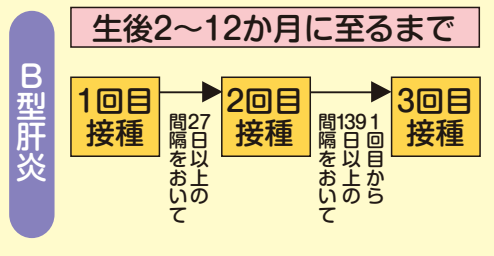 B型肝炎
生後2～12か月に至るまで
1回目
接種
27日以上の
間隔をおいて
2回目
接種
1回目から
139日以上の
間隔をおいて
3回目
接種